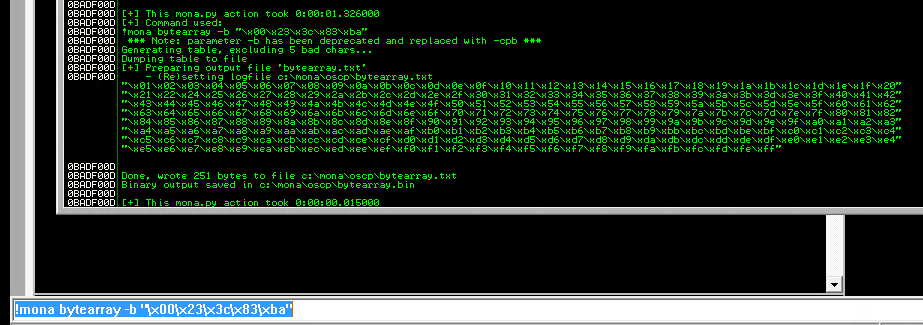 0BADF00D
0BADF00D [+] This mona.py action took 0:00:01.326000
0BADF00D [+] Command used:
0BADF00D !mona bytearray -b "\x00\x23\x3c\x83\xba"
0BADF00D *** Note: parameter -b has been deprecated and replaced with -cpb ***
0BADF00D Generating table, excluding 5 bad chars...
0BADF00D Dumping table to file
0BADF00D [+] Preparing output file 'bytearray.txt'
0BADF00D - (Re)setting logfile c:\mona\oscp\bytearray.txt
0BADF00D "\x01\x02\x03\x04\x05\x06\x07\x08\x09\x0a\x0b\x0c\x0d\x0e\x0f\x10\x11\x12\x13\x14\x15\x16\x17\x18\x19\x1a\x1b\x1c\x1d\x1e\x1f\x20"
0BADF00D "\x21\x22\x24\x25\x26\x27\x28\x29\x2a\x2b\x2c\x2d\x2e\x2f\x30\x31\x32\x33\x34\x35\x36\x37\x38\x39\x3a\x3b\x3d\x3e\x3f\x40\x41\x42"
0BADF00D "\x43\x44\x45\x46\x47\x48\x49\x4a\x4b\x4c\x4d\x4e\x4f\x50\x51\x52\x53\x54\x55\x56\x57\x58\x59\x5a\x5b\x5c\x5d\x5e\x5f\x60\x61\x62"
0BADF00D "\x63\x64\x65\x66\x67\x68\x69\x6a\x6b\x6c\x6d\x6e\x6f\x70\x71\x72\x73\x74\x75\x76\x77\x78\x79\x7a\x7b\x7c\x7d\x7e\x7f\x80\x81\x82"
0BADF00D "\x84\x85\x86\x87\x88\x89\x8a\x8b\x8c\x8d\x8e\x8f\x90\x91\x92\x93\x94\x95\x96\x97\x98\x99\x9a\x9b\x9c\x9d\x9e\x9f\xa0\xa1\xa2\xa3"
0BADF00D "\xa4\xa5\xa6\xa7\xa8\xa9\xaa\xab\xac\xad\xae\xaf\xb0\xb1\xb2\xb3\xb4\xb5\xb6\xb7\xb8\xb9\xbb\xbc\xbd\xbe\xbf\xc0\xc1\xc2\xc3\xc4"
0BADF00D "\xc5\xc6\xc7\xc8\xc9\xca\xcb\xcc\xcd\xce\xcf\xd0\xd1\xd2\xd3\xd4\xd5\xd6\xd7\xd8\xd9\xda\xdb\xdc\xdd\xde\xdf\xe0\xe1\xe2\xe3\xe4"
0BADF00D "\xe5\xe6\xe7\xe8\xe9\xea\xeb\xec\xed\xee\xef\xf0\xf1\xf2\xf3\xf4\xf5\xf6\xf7\xf8\xf9\xfa\xfb\xfc\xfd\xfe\xff"
0BADF00D
0BADF00D Done, wrote 251 bytes to file c:\mona\oscp\bytearray.txt
0BADF00D Binary output saved in c:\mona\oscp\bytearray.bin
0BADF00D
0BADF00D [+] This mona.py action took 0:00:00.015000
!mona bytearray -b "\x00\x23\x3c\x83\xba"